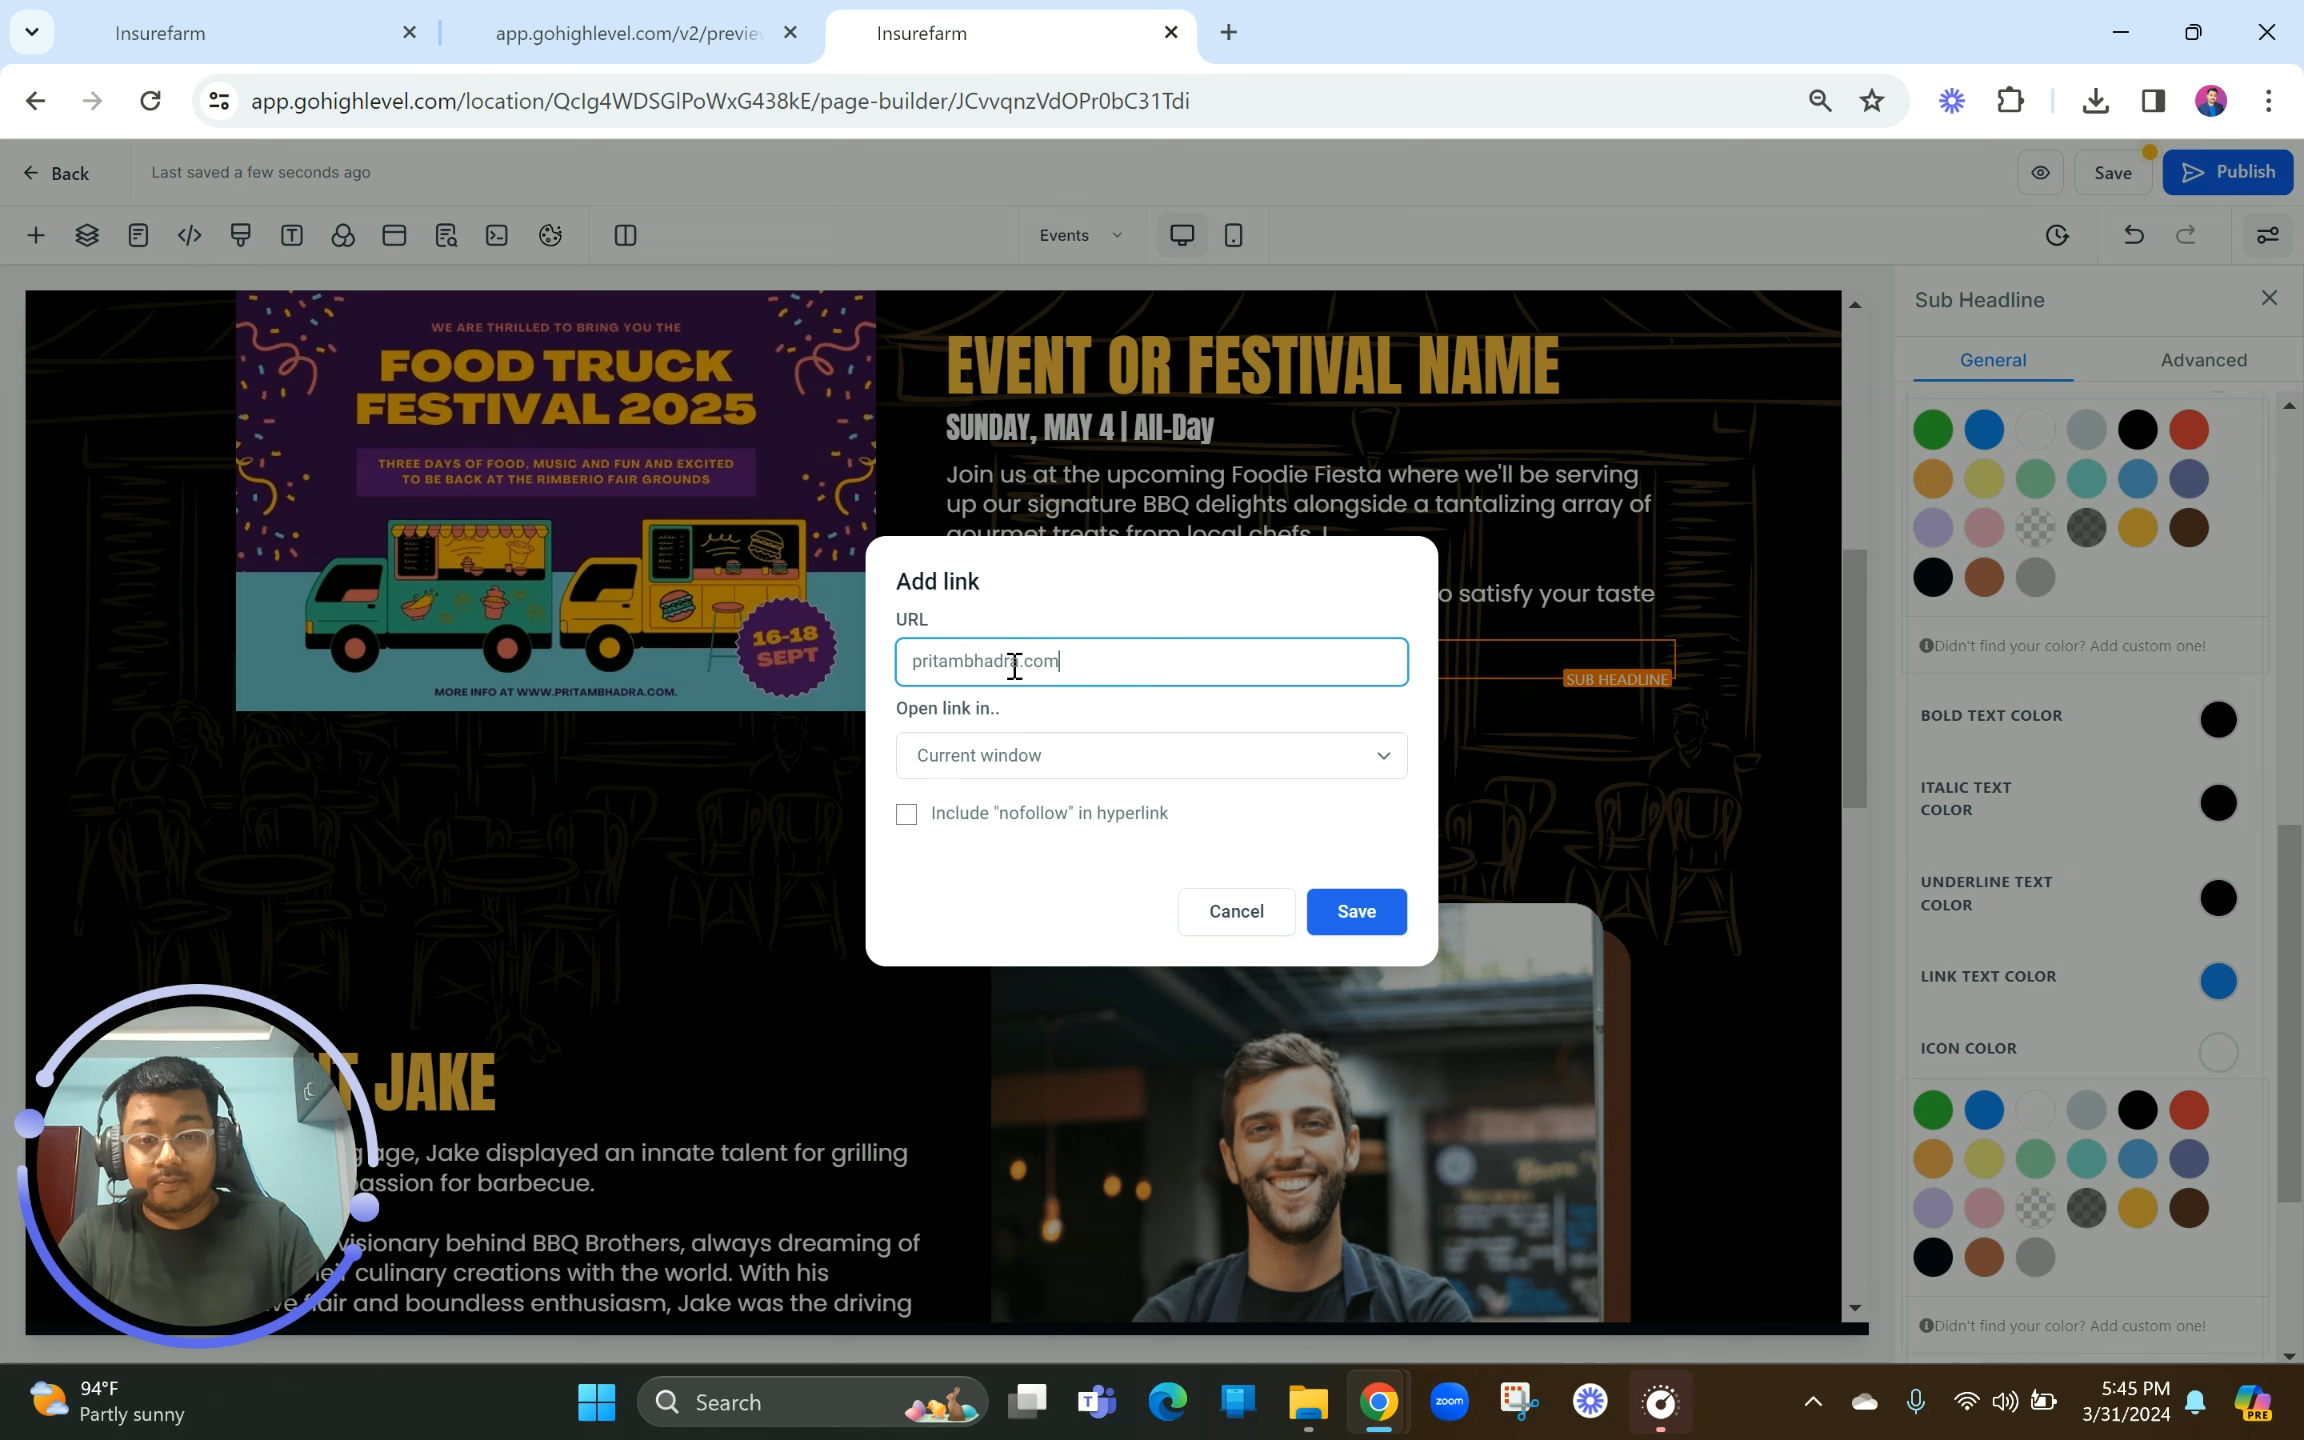 Insurefarm
app.gohighlevel.com/v2/previe
Insurefarm
app.gohighlevel.com/location/QcIg4WDSGlPoWxG438kE/page-builder/JCvvqnzVdOPr0bC31Tdi
Back
Last saved a few seconds ago
Save
Publish
Events
WE ARE THRILLED TO BRING YOU THE
FOOD TRUCK
FESTIVAL 2025
THREE DAYS OF FOOD, MUSIC AND FUN AND EXCITED
TO BE BACK AT THE RIMBERIO FAIR GROUNDS
16-18
SEPT
MORE INFO AT WWW.PRITAMBHADRA.COM.
EVENT OR FESTIVAL NAME
SUNDAY, MAY 4 | All-Day
Join us at the upcoming Foodie Fiesta where we'll be serving
up our signature BBQ delights alongside a tantalizing array of
gourmet treats from local chefs. !
o satisfy your taste
SUB HEADLINE
Add link
URL
pritambhadra.com
Open link in..
Current window
Include "nofollow" in hyperlink
Cancel
Save
T JAKE
g age, Jake displayed an innate talent for grilling
assion for barbecue.
visionary behind BBQ Brothers, always dreaming of
culinary creations with the world. With his
flair and boundless enthusiasm, Jake was the driving
Sub Headline
General
Advanced
Didn't find your color? Add custom one!
BOLD TEXT COLOR
ITALIC TEXT
COLOR
UNDERLINE TEXT
COLOR
LINK TEXT COLOR
ICON COLOR
Didn't find your color? Add custom one!
94°F
Partly sunny
Search
zoom
PRE
5:45 PM
3/31/2024